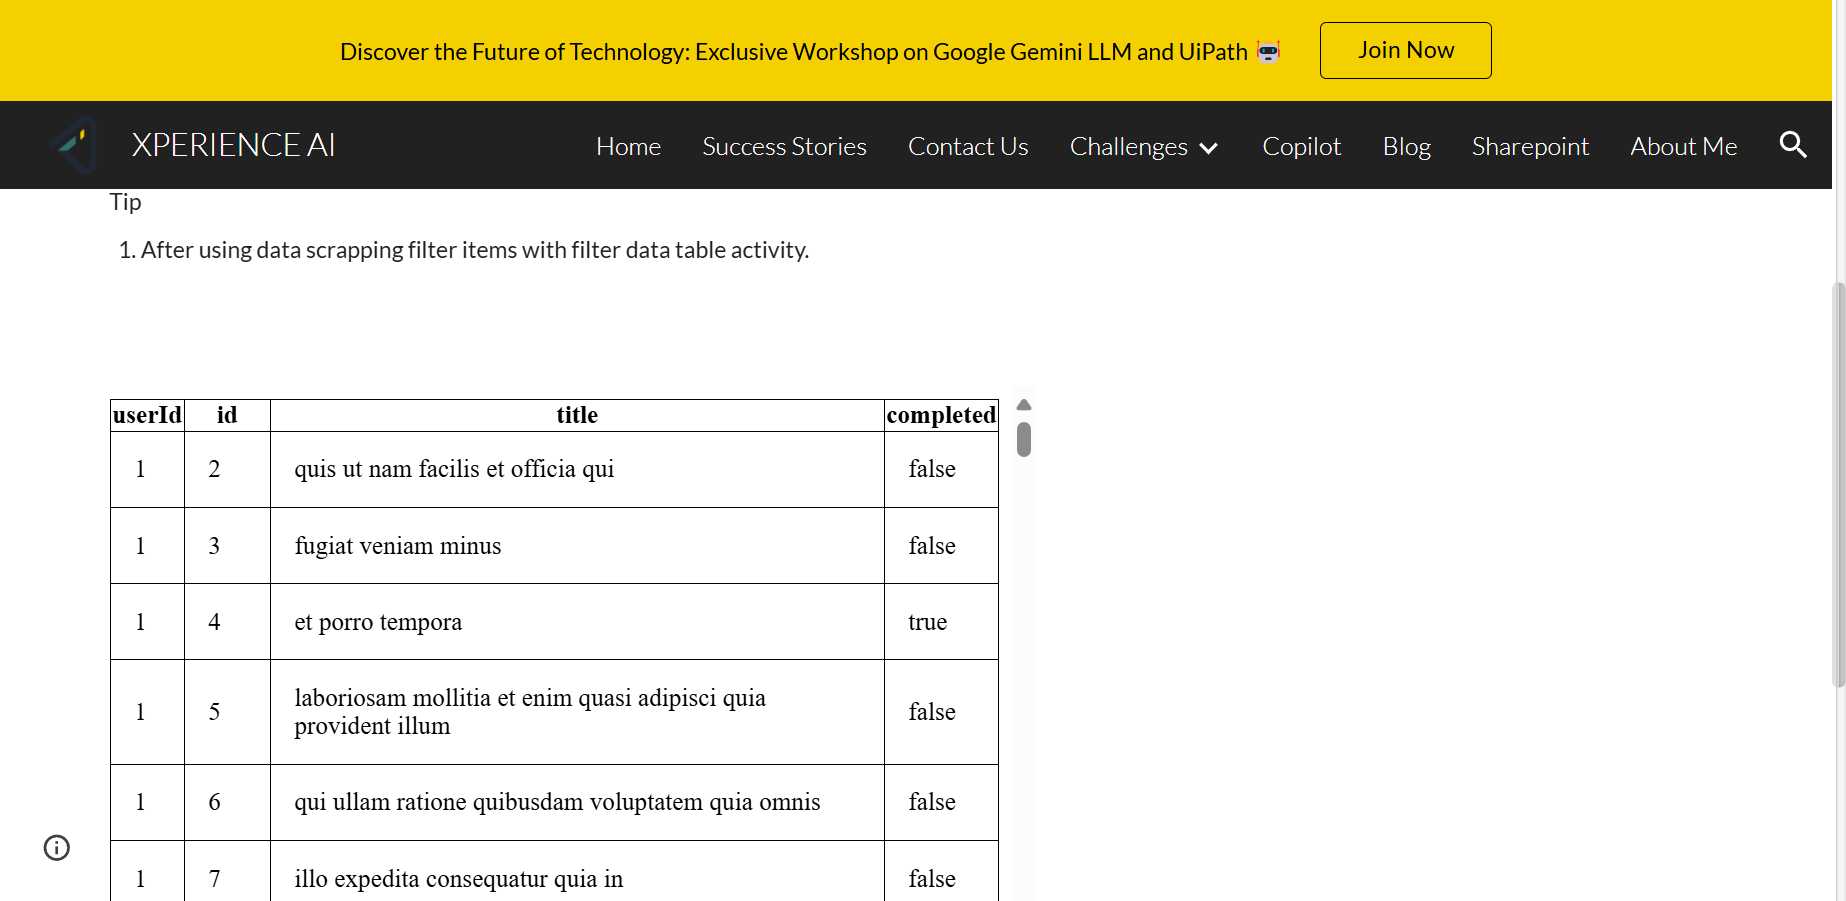 Discover the Future of Technology: Exclusive Workshop on Google Gemini LLM and UiPath
Join Now
XPERIENCE AI
Home
Success Stories
Contact Us
Challenges
Copilot
Blog
Sharepoint
About Me
Tip
1. After using data scrapping filter items with filter data table activity.
userId id title completed
1 2 quis ut nam facilis et officia qui false
1 3 fugiat veniam minus false
1 4 et porro tempora true
1 5 laboriosam mollitia et enim quasi adipisci quia false
provident illum
1 6 qui ullam ratione quibusdam voluptatem quia omnis false
1 7 illo expedita consequatur quia in false